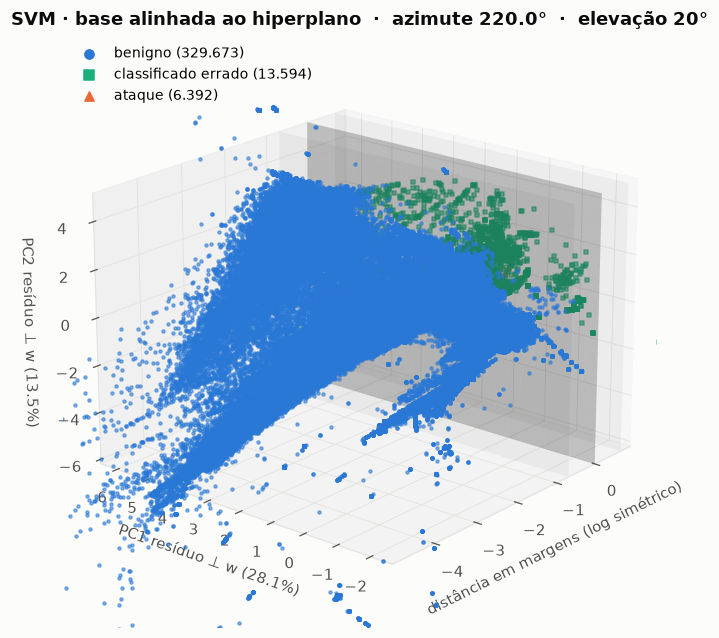 SVM · base alinhada ao hiperplano · azimute 220.0° · elevação 20°
benigno (329.673)
classificado errado (13.594)
ataque (6.392)
PC2 resíduo ⊥ w (13.5%)
4
2
0
−2
−4
−6
6
5
4
3
2
1
0
−1
−2
PC1 resíduo ⊥ w (28.1%)
−4
−3
−2
−1
0
distância em margens (log simétrico)